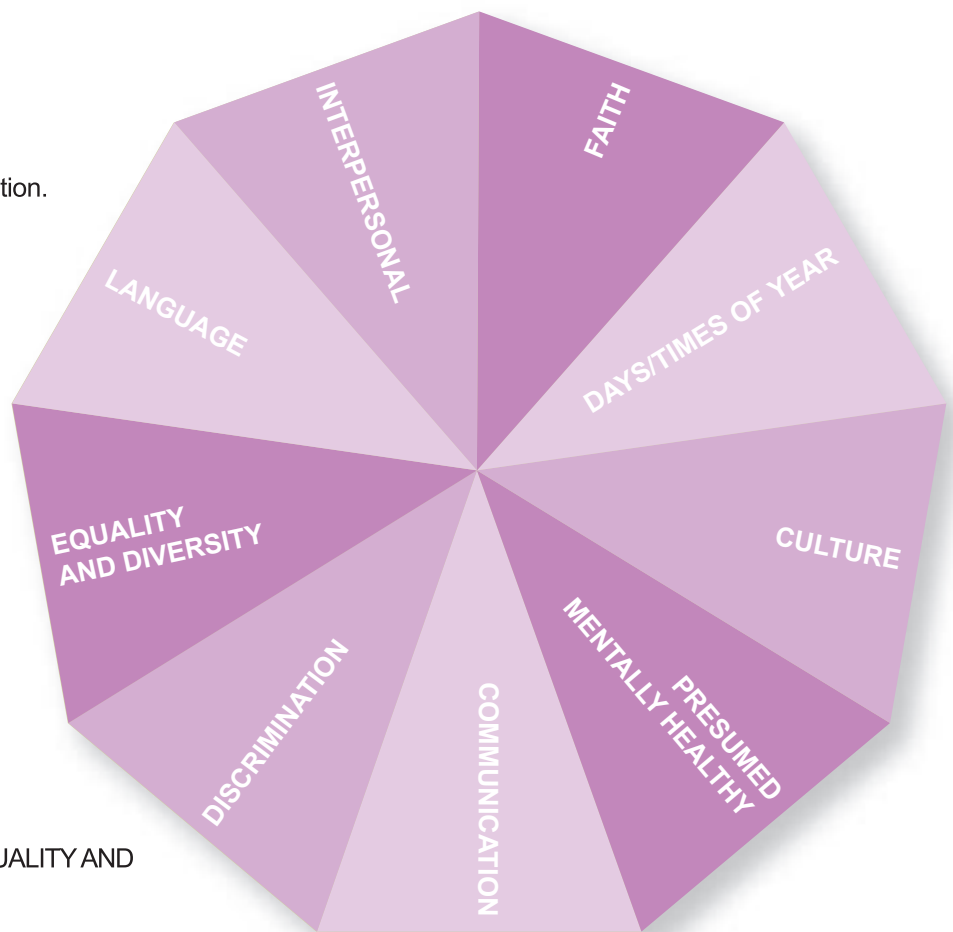 FAITH
DAYS/TIMES OF YEAR
CULTURE
PRESUMED
MENTALLY HEALTHY
COMMUNICATION
DISCRIMINATION
EQUALITY
AND DIVERSITY
LANGUAGE
INTERPERSONAL
tion.
UALITY AND